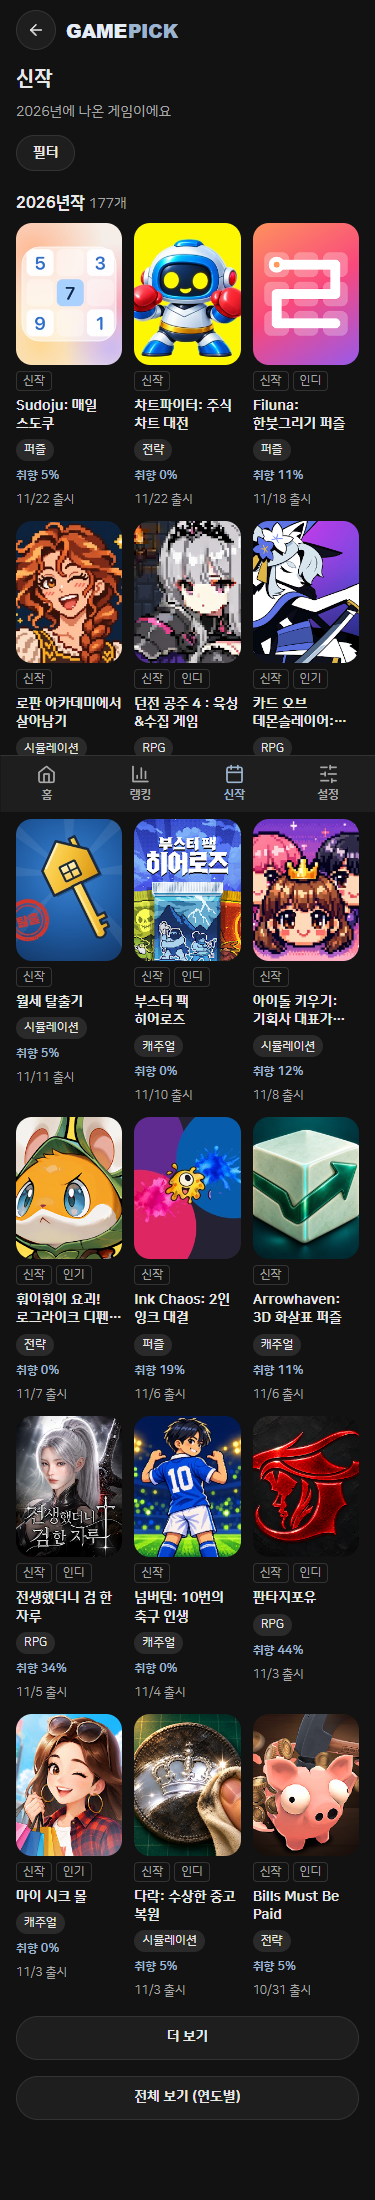 GAMEPICK
신작
2026년에 나온 게임이에요
필터
2026년작 177개
5 3
7
9 1
신작
신작
신작 인디
Sudoju: 매일 스도쿠
차트파이터: 주식 차트 대전
Filuna: 한붓그리기 퍼즐
퍼즐
전략
퍼즐
취향 5%
취향 0%
취향 11%
11/22 출시
11/22 출시
11/18 출시
신작
신작 인디
신작 인기
로판 아카데미에서 살아남기
던전 공주 4 : 육성&수집 게임
카드 오브 데몬슬레이어:…
시뮬레이션
RPG
RPG
홈
랭킹
신작
설정
부스터 팩
히어로즈
신작
신작 인디
신작
월세 탈출기
부스터 팩 히어로즈
아이돌 키우기: 기획사 대표가…
시뮬레이션
캐주얼
시뮬레이션
취향 5%
취향 0%
취향 12%
11/11 출시
11/10 출시
11/8 출시
신작 인기
신작
신작
훠이훠이 요괴! 로그라이크 디펜…
Ink Chaos: 2인 잉크 대결
Arrowhaven: 3D 화살표 퍼즐
전략
퍼즐
캐주얼
취향 0%
취향 19%
취향 11%
11/7 출시
11/6 출시
11/6 출시
전생했더니
검 한 자루
10
신작 인디
신작
신작 인디
전생했더니 검 한 자루
넘버텐: 10번의 축구 인생
판타지포유
RPG
캐주얼
RPG
취향 34%
취향 0%
취향 44%
11/5 출시
11/4 출시
11/3 출시
신작 인기
신작 인디
신작 인디
마이 시크 몰
다락: 수상한 중고 복원
Bills Must Be Paid
캐주얼
시뮬레이션
전략
취향 0%
취향 5%
취향 5%
11/3 출시
11/3 출시
10/31 출시
더 보기
전체 보기 (연도별)